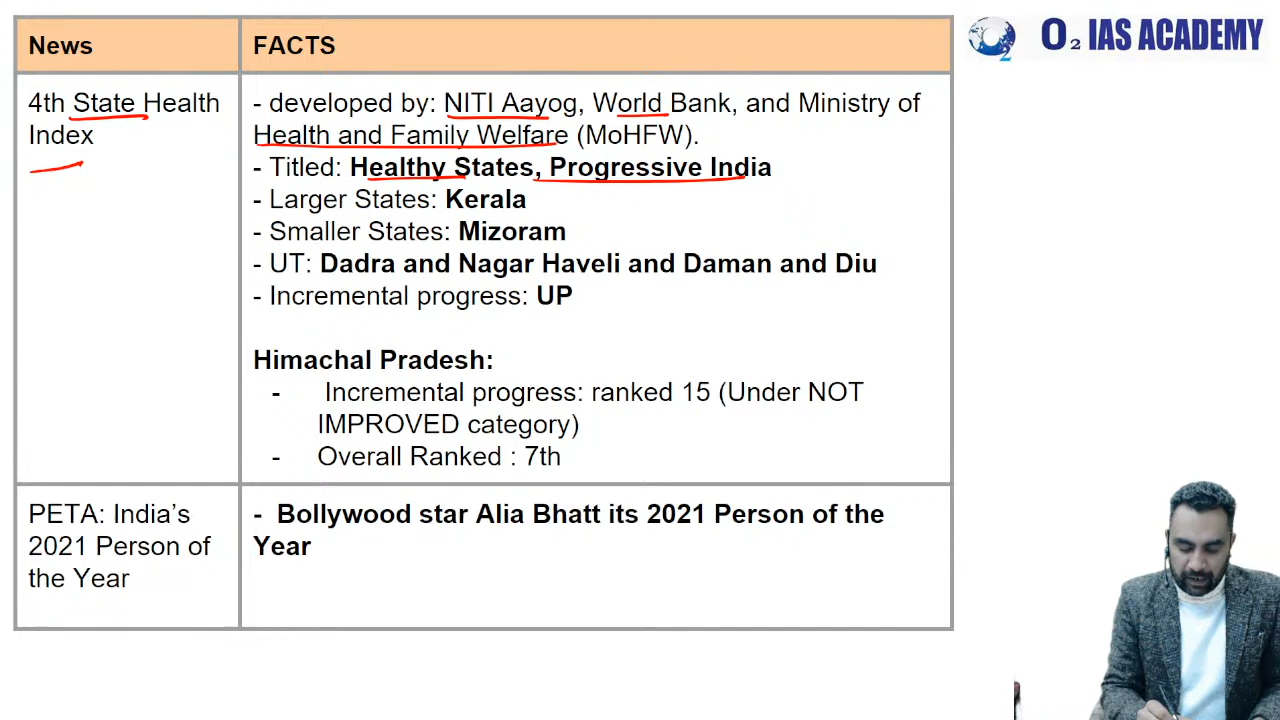 News
FACTS
O2 IAS ACADEMY
2
4th State Health
Index
- developed by: NITI Aayog, World Bank, and Ministry of
Health and Family Welfare (MoHFW).
- Titled: Healthy States, Progressive India
- Larger States: Kerala
- Smaller States: Mizoram
- UT: Dadra and Nagar Haveli and Daman and Diu
- Incremental progress: UP
Himachal Pradesh:
- Incremental progress: ranked 15 (Under NOT
IMPROVED category)
- Overall Ranked : 7th
PETA: India’s
2021 Person of
the Year
- Bollywood star Alia Bhatt its 2021 Person of the
Year